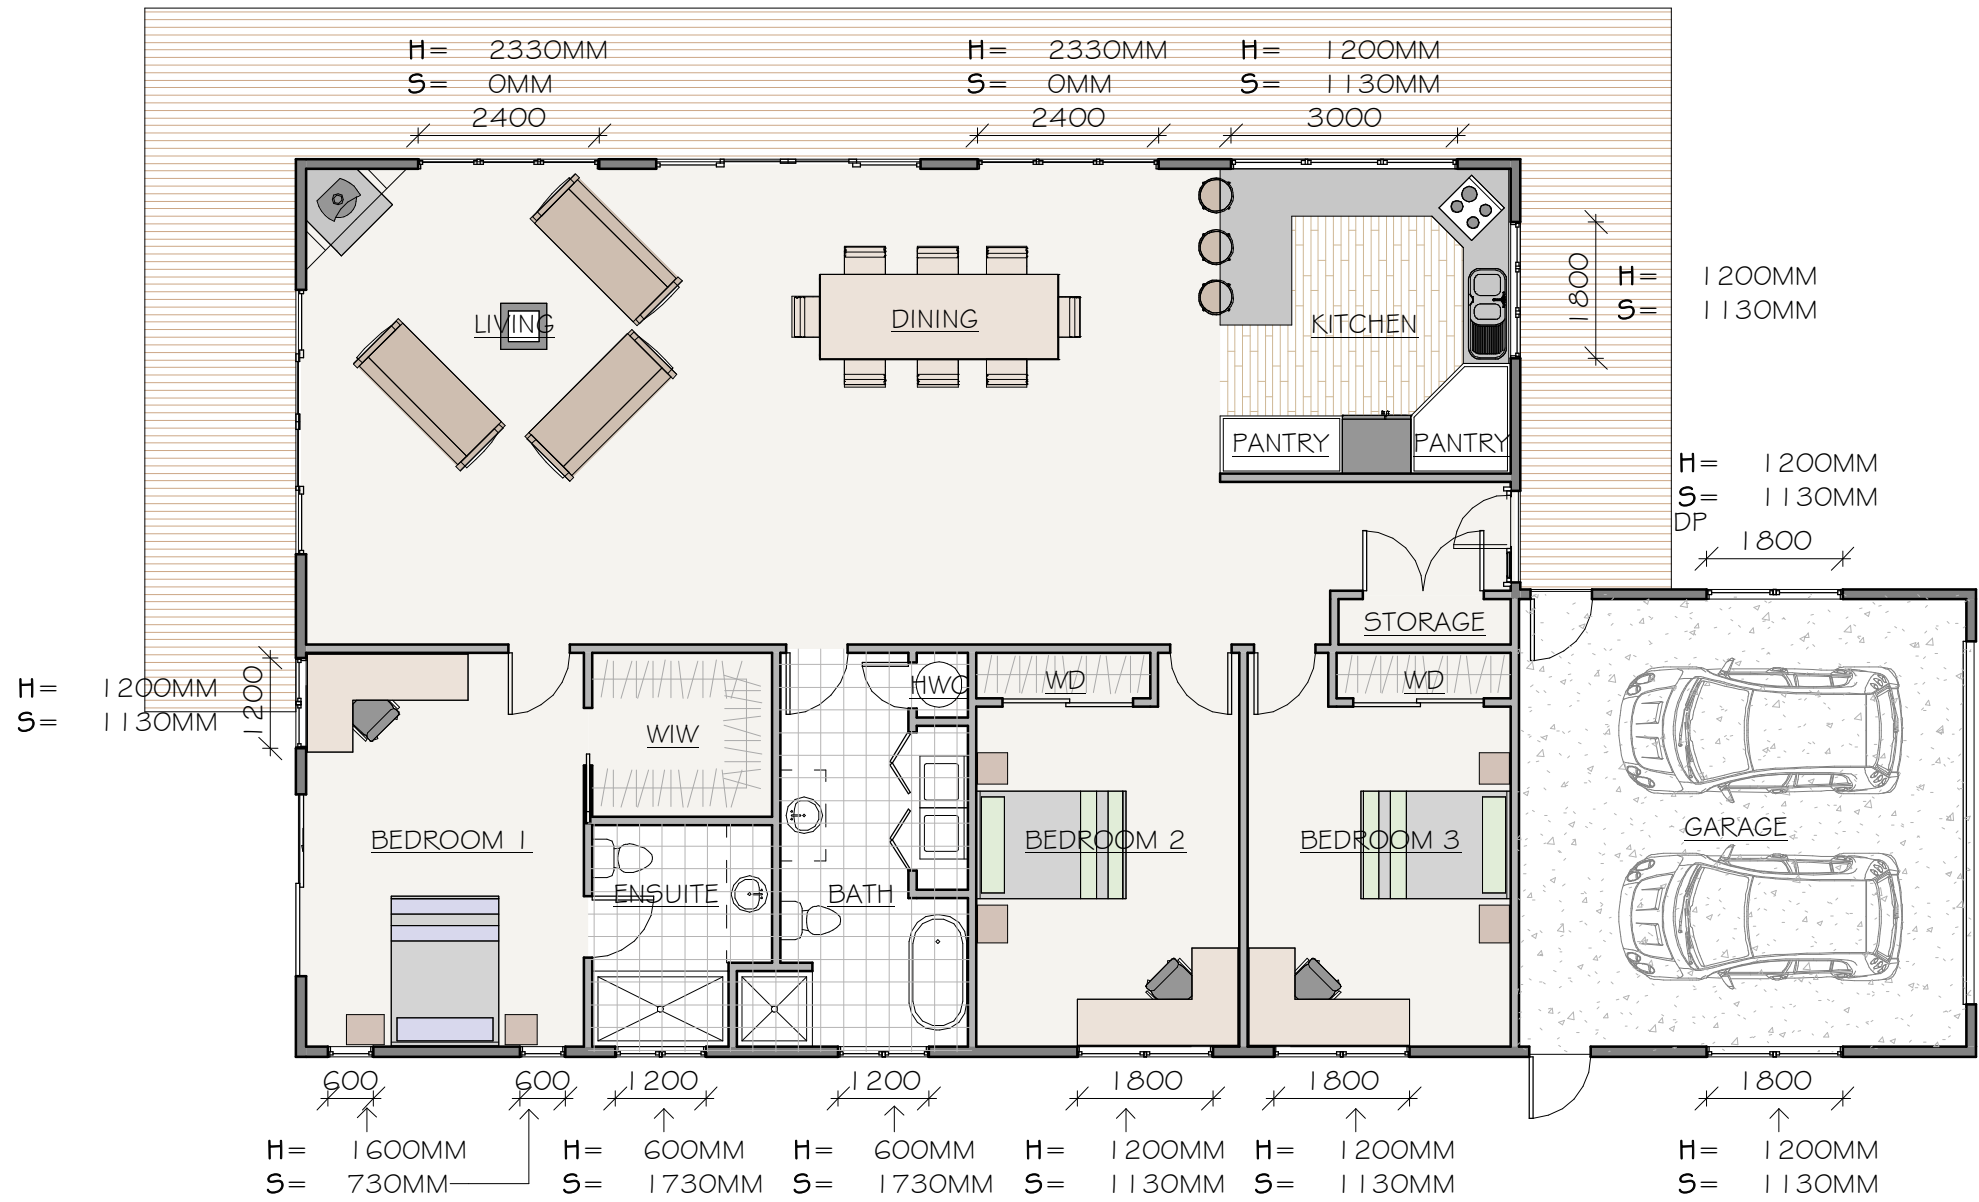 H= 2330MM
S= 0MM
2400
H= 2330MM
S= 0MM
2400
H= 1200MM
S= 1130MM
3000
LIVING
DINING
KITCHEN
1800
H= 1200MM
S= 1130MM
PANTRY
PANTRY
H= 1200MM
S= 1130MM
DP
1800
STORAGE
H= 1200MM
S= 1130MM
1200
WIW
HWC
WD
WD
BEDROOM 1
ENSUITE
BATH
BEDROOM 2
BEDROOM 3
GARAGE
600
600
1200
1200
1800
1800
1800
H= 1600MM
S= 730MM
H= 600MM
S= 1730MM
H= 600MM
S= 1730MM
H= 1200MM
S= 1130MM
H= 1200MM
S= 1130MM
H= 1200MM
S= 1130MM